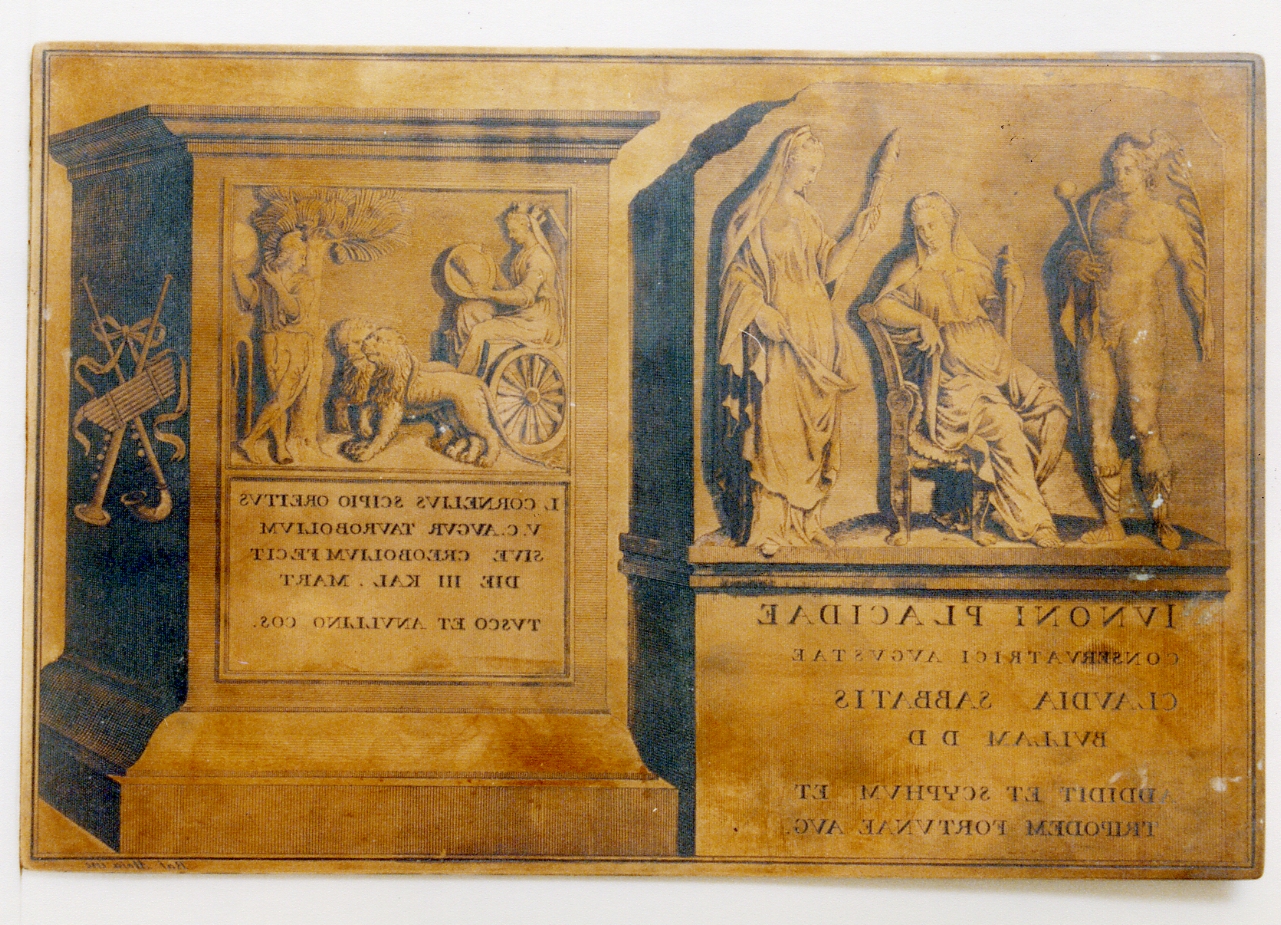 L CORNELIVS SCIPIO OREITVS
V. C. AVGVR TAVROBOLIVM
SIVE CREOBOLIVM FECIT
DIE III KAL . MART
TVSCO ET ANVLLINO COS.
IVNONI PLACIDAE
CONSERVATRICI AVGVSTAE
CLAVDIA SABBATIS
BVLLAM D D
ADDIDIT ET SCYPHVM ET
TRIPODEM FORTVNAE AVG.